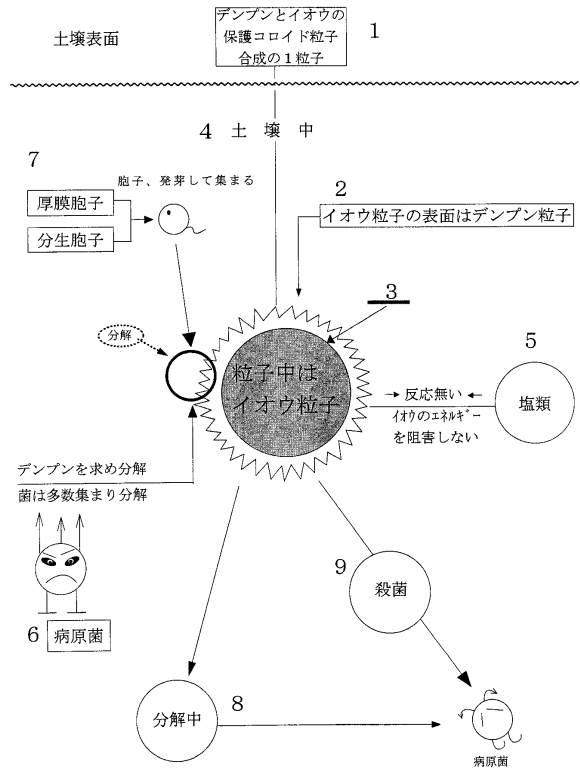 デンプンとイオウの
保護コロイド粒子
合成の1粒子
1
土壌表面
4 土 壌 中
7
胞子、発芽して集まる
厚膜胞子
分生胞子
2
イオウ粒子の表面はデンプン粒子
3
分解
粒子中は
イオウ粒子
5
反応無い
イオウのエネルギー
を阻害しない
塩類
デンプンを求め分解
菌は多数集まり分解
6 病原菌
9
殺菌
分解中
8
病原菌